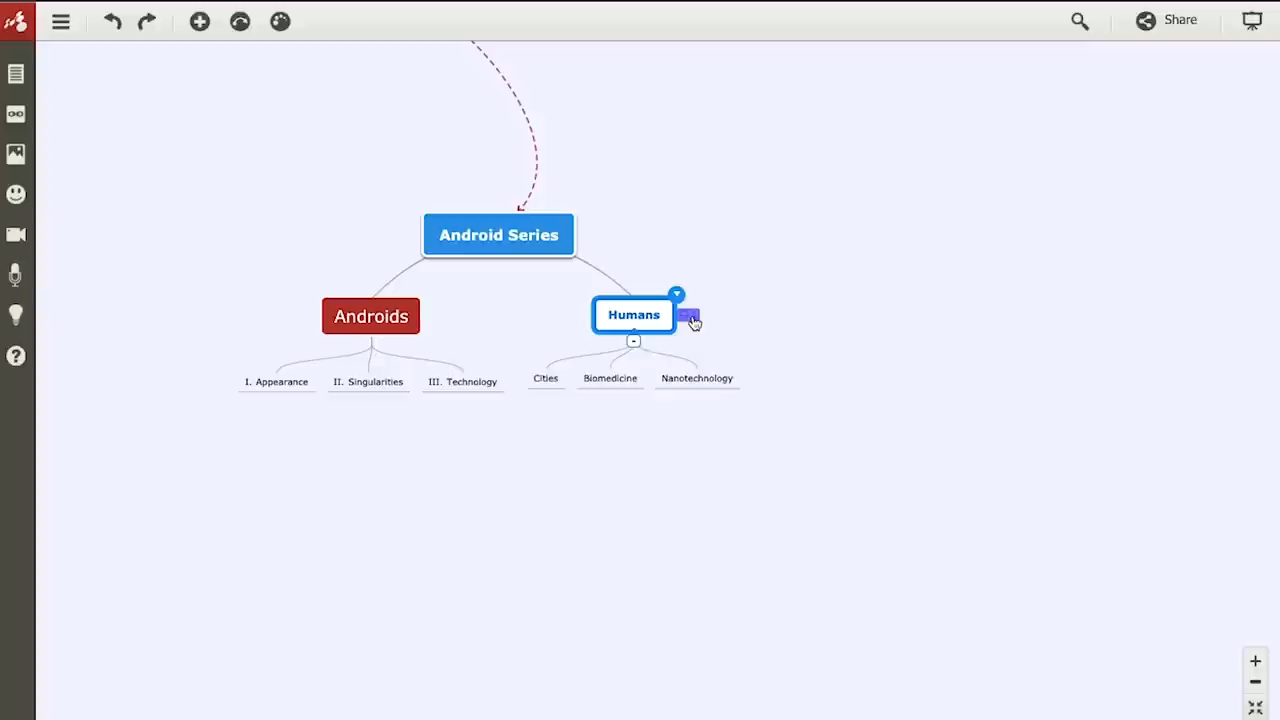 Share
Android Series
Androids
Humans
I. Appearance
II. Singularities
III. Technology
Cities
Biomedicine
Nanotechnology